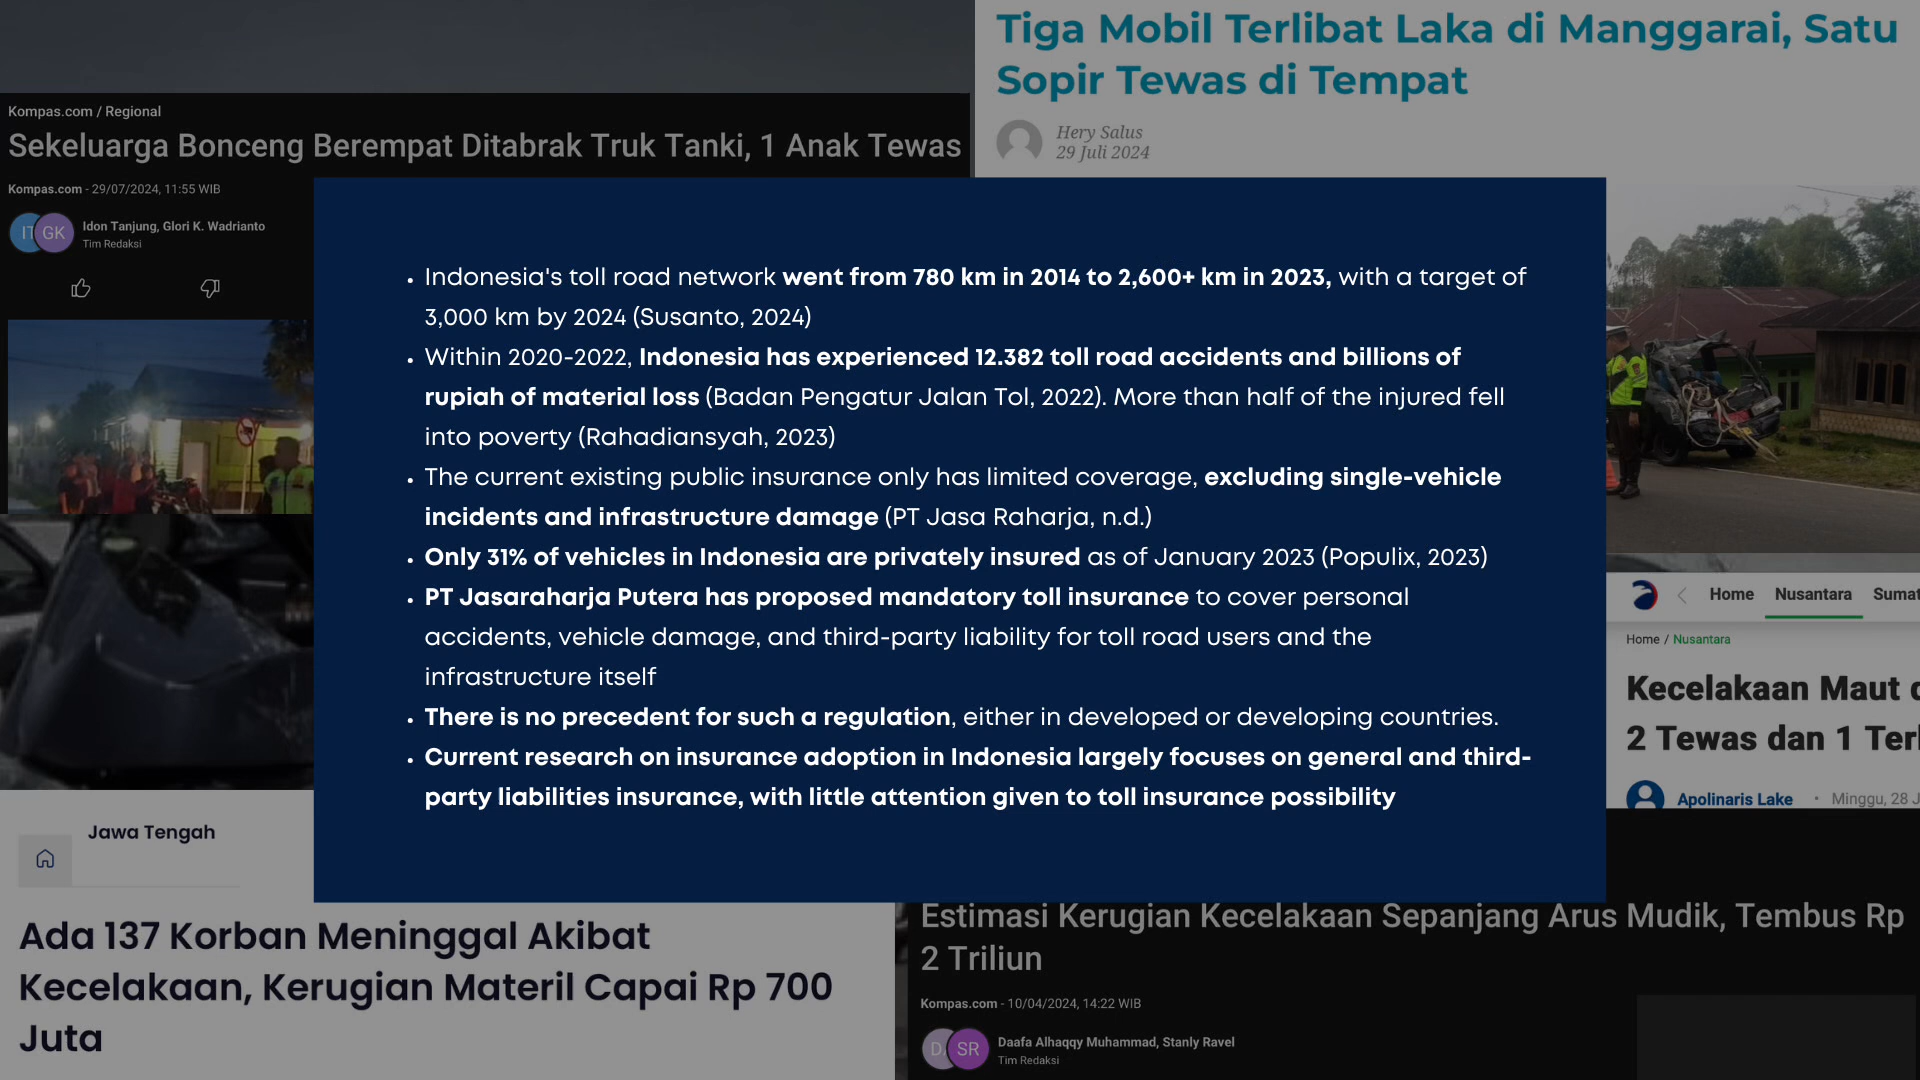 Tiga Mobil Terlibat Laka di Manggarai, Satu
Sopir Tewas di Tempat
Hery Salus
29 Juli 2024
Kompas.com / Regional
Sekeluarga Bonceng Berempat Ditabrak Truk Tanki, 1 Anak Tewas
Kompas.com - 29/07/2024, 11:55 WIB
IT GK
Idon Tanjung, Glori K. Wadrianto
Tim Redaksi
• Indonesia's toll road network went from 780 km in 2014 to 2,600+ km in 2023, with a target of
3,000 km by 2024 (Susanto, 2024)
• Within 2020-2022, Indonesia has experienced 12.382 toll road accidents and billions of
rupiah of material loss (Badan Pengatur Jalan Tol, 2022). More than half of the injured fell
into poverty (Rahadiansyah, 2023)
• The current existing public insurance only has limited coverage, excluding single-vehicle
incidents and infrastructure damage (PT Jasa Raharja, n.d.)
• Only 31% of vehicles in Indonesia are privately insured as of January 2023 (Populix, 2023)
• PT Jasaraharja Putera has proposed mandatory toll insurance to cover personal
accidents, vehicle damage, and third-party liability for toll road users and the
infrastructure itself
• There is no precedent for such a regulation, either in developed or developing countries.
• Current research on insurance adoption in Indonesia largely focuses on general and third-
party liabilities insurance, with little attention given to toll insurance possibility
Home Nusantara Sumat
Home / Nusantara
Kecelakaan Maut
2 Tewas dan 1
Apolinaris Lake • Minggu, 28 J
Jawa Tengah
Ada 137 Korban Meninggal Akibat
Kecelakaan, Kerugian Materil Capai Rp 700
Juta
Estimasi Kerugian Kecelakaan Sepanjang Arus Mudik, Tembus Rp
2 Triliun
Kompas.com - 10/04/2024, 14:22 WIB
SR
Daafa Alhaqqy Muhammad, Stanly Ravel
Tim Redaksi